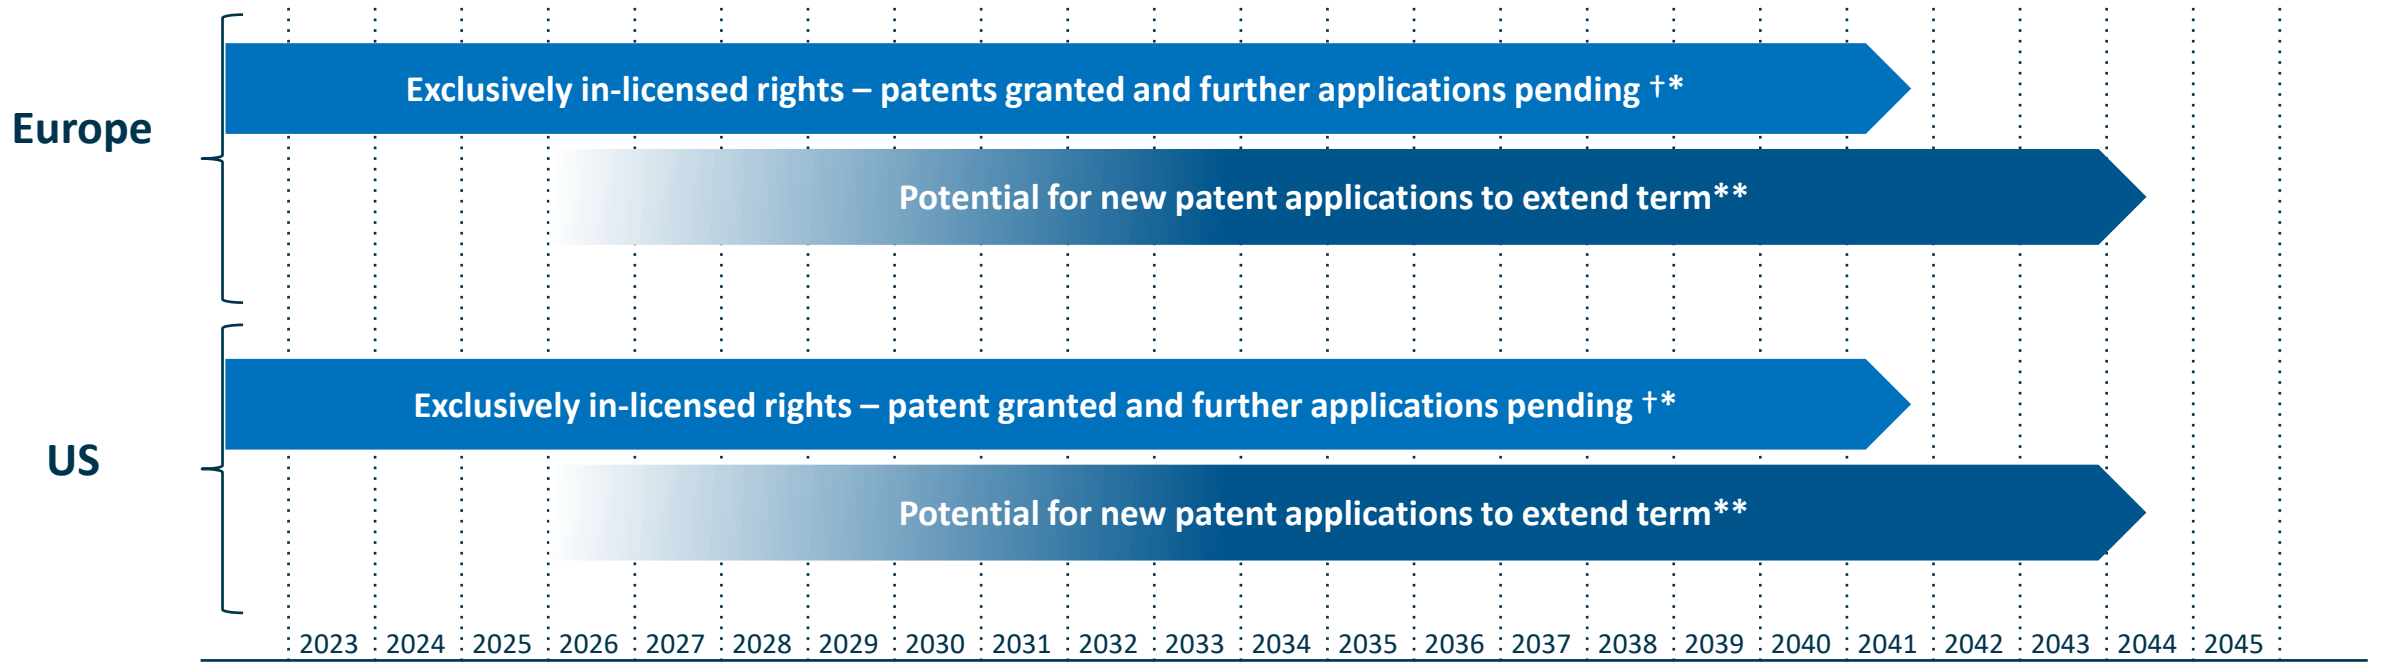 Europe
Exclusively in-licensed rights – patents granted and further applications pending †*
Potential for new patent applications to extend term**
US
Exclusively in-licensed rights – patent granted and further applications pending †*
Potential for new patent applications to extend term**
2023 2024 2025 2026 2027 2028 2029 2030 2031 2032 2033 2034 2035 2036 2037 2038 2039 2040 2041 2042 2043 2044 2045